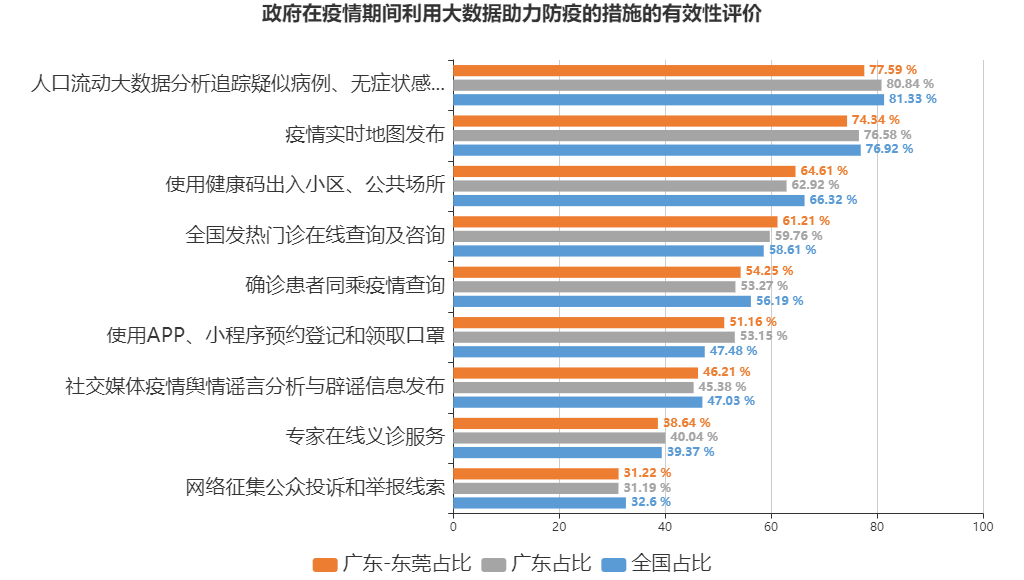 政府在疫情期间利用大数据助力防疫的措施的有效性评价
人口流动大数据分析追踪疑似病例、无症状感...
77.59 %
80.84 %
81.33 %
疫情实时地图发布
74.34 %
76.58 %
76.92 %
使用健康码出入小区、公共场所
64.61 %
62.92 %
66.32 %
全国发热门诊在线查询及咨询
61.21 %
59.76 %
58.61 %
确诊患者同乘疫情查询
54.25 %
53.27 %
56.19 %
使用APP、小程序预约登记和领取口罩
51.16 %
53.15 %
47.48 %
社交媒体疫情舆情谣言分析与辟谣信息发布
46.21 %
45.38 %
47.03 %
专家在线义诊服务
38.64 %
40.04 %
39.37 %
网络征集公众投诉和举报线索
31.22 %
31.19 %
32.6 %
0 20 40 60 80 100
广东-东莞占比 广东占比 全国占比